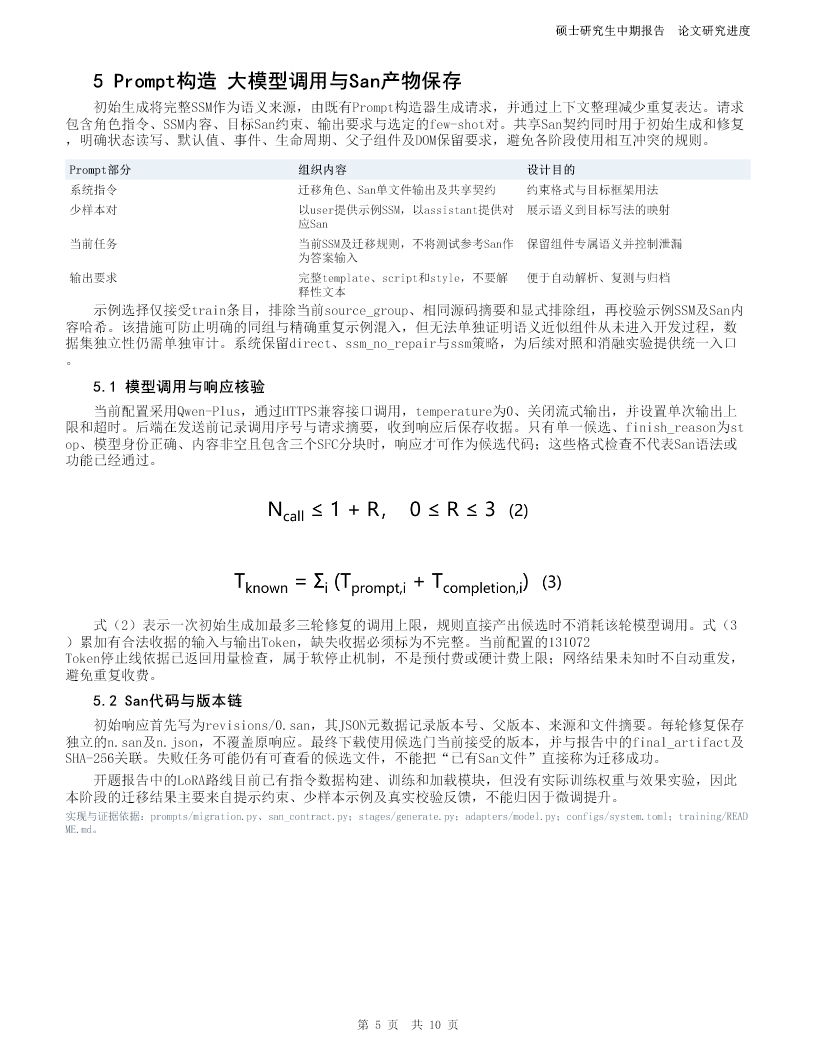 硕士研究生中期报告 论文研究进度
5 Prompt构造 大模型调用与San产物保存
初始生成将完整SSM作为语义来源，由既有Prompt构造器生成请求，并通过上下文整理减少重复表达。请求
包含角色指令、SSM内容、目标San约束、输出要求与选定的few-shot对。共享San契约同时用于初始生成和修复
，明确状态读写、默认值、事件、生命周期、父子组件及DOM保留要求，避免各阶段使用相互冲突的规则。
Prompt部分 组织内容 设计目的
系统指令 迁移角色、San单文件输出及共享契约 约束格式与目标框架用法
少样本对 以user提供示例SSM，以assistant提供对 展示语义到目标写法的映射
应San
当前任务 当前SSM及迁移规则，不将测试参考San作 保留组件专属语义并控制泄漏
为答案输入
输出要求 完整template、script和style，不要解 便于自动解析、复测与归档
释性文本
示例选择仅接受train条目，排除当前source_group、相同源码摘要和显式排除组，再校验示例SSM及San内
容哈希。该措施可防止明确的同组与精确重复示例混入，但无法单独证明语义近似组件从未进入开发过程，数
据集独立性仍需单独审计。系统保留direct、ssm_no_repair与ssm策略，为后续对照和消融实验提供统一入口
。
5.1 模型调用与响应核验
当前配置采用Qwen-Plus，通过HTTPS兼容接口调用，temperature为0、关闭流式输出，并设置单次输出上
限和超时。后端在发送前记录调用序号与请求摘要，收到响应后保存收据。只有单一候选、finish_reason为st
op、模型身份正确、内容非空且包含三个SFC分块时，响应才可作为候选代码；这些格式检查不代表San语法或
功能已经通过。
N_call ≤ 1 + R, 0 ≤ R ≤ 3 (2)
T_known = Σ_i (T_prompt,i + T_completion,i) (3)
式（2）表示一次初始生成加最多三轮修复的调用上限，规则直接产出候选时不消耗该轮模型调用。式（3
）累加有合法收据的输入与输出Token，缺失收据必须标为不完整。当前配置的131072
Token停止线依据已返回用量检查，属于软停止机制，不是预付费或硬计费上限；网络结果未知时不自动重发，
避免重复收费。
5.2 San代码与版本链
初始响应首先写为revisions/0.san，其JSON元数据记录版本号、父版本、来源和文件摘要。每轮修复保存
独立的n.san及n.json，不覆盖原响应。最终下载使用候选门当前接受的版本，并与报告中的final_artifact及
SHA-256关联。失败任务可能仍有可查看的候选文件，不能把“已有San文件”直接称为迁移成功。
开题报告中的LoRA路线目前已有指令数据构建、训练和加载模块，但没有实际训练权重与效果实验，因此
本阶段的迁移结果主要来自提示约束、少样本示例及真实校验反馈，不能归因于微调提升。
实现与证据依据：prompts/migration.py、san_contract.py；stages/generate.py；adapters/model.py；configs/system.toml；training/READ
ME.md。
第 5 页 共 10 页